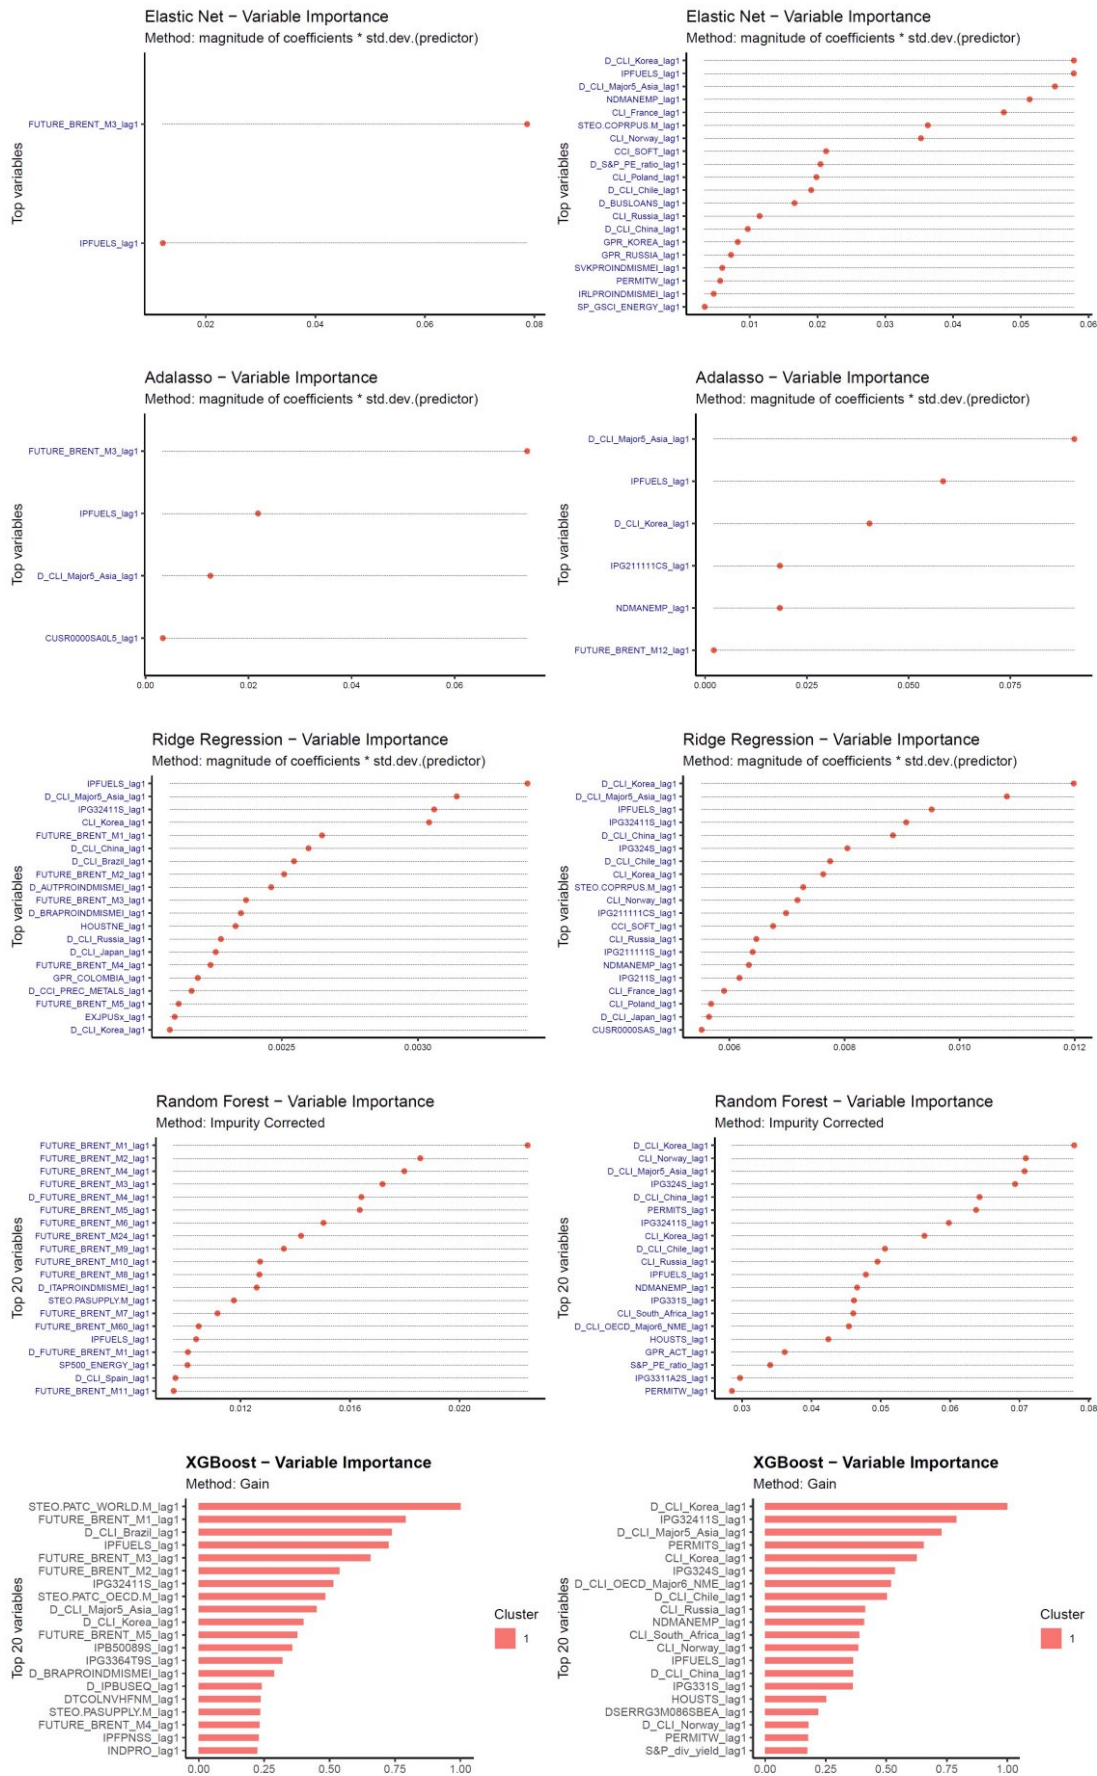 Elastic Net − Variable Importance
Method: magnitude of coefficients * std.dev.(predictor)
Top variables
FUTURE_BRENT_M3_lag1
IPFUELS_lag1
0.02 0.04 0.06 0.08
Elastic Net − Variable Importance
Method: magnitude of coefficients * std.dev.(predictor)
Top variables
D_CLI_Korea_lag1
IPFUELS_lag1
D_CLI_Major5_Asia_lag1
NDMANEMP_lag1
CLI_France_lag1
STEO.COPRPUS.M_lag1
CLI_Norway_lag1
CCI_SOFT_lag1
D_S&P_PE_ratio_lag1
CLI_Poland_lag1
D_CLI_Chile_lag1
D_BUSLOANS_lag1
CLI_Russia_lag1
D_CLI_China_lag1
GPR_KOREA_lag1
GPR_RUSSIA_lag1
SVKPROINDMISMEI_lag1
PERMITW_lag1
IRLPROINDMISMEI_lag1
SP_GSCI_ENERGY_lag1
0.01 0.02 0.03 0.04 0.05 0.06
Adalasso − Variable Importance
Method: magnitude of coefficients * std.dev.(predictor)
Top variables
FUTURE_BRENT_M3_lag1
IPFUELS_lag1
D_CLI_Major5_Asia_lag1
CUSR0000SA0L5_lag1
0.00 0.02 0.04 0.06
Adalasso − Variable Importance
Method: magnitude of coefficients * std.dev.(predictor)
Top variables
D_CLI_Major5_Asia_lag1
IPFUELS_lag1
D_CLI_Korea_lag1
IPG211111CS_lag1
NDMANEMP_lag1
FUTURE_BRENT_M12_lag1
0.000 0.025 0.050 0.075
Ridge Regression − Variable Importance
Method: magnitude of coefficients * std.dev.(predictor)
Top variables
IPFUELS_lag1
D_CLI_Major5_Asia_lag1
IPG32411S_lag1
CLI_Korea_lag1
FUTURE_BRENT_M1_lag1
D_CLI_China_lag1
D_CLI_Brazil_lag1
FUTURE_BRENT_M2_lag1
D_AUTPROINDMISMEI_lag1
FUTURE_BRENT_M3_lag1
D_BRAPROINDMISMEI_lag1
HOUSTNE_lag1
D_CLI_Russia_lag1
D_CLI_Japan_lag1
FUTURE_BRENT_M4_lag1
GPR_COLOMBIA_lag1
D_CCI_PREC_METALS_lag1
FUTURE_BRENT_M5_lag1
EXJPUSx_lag1
D_CLI_Korea_lag1
0.0025 0.0030
Ridge Regression − Variable Importance
Method: magnitude of coefficients * std.dev.(predictor)
Top variables
D_CLI_Korea_lag1
D_CLI_Major5_Asia_lag1
IPFUELS_lag1
IPG32411S_lag1
D_CLI_China_lag1
IPG324S_lag1
D_CLI_Chile_lag1
CLI_Korea_lag1
STEO.COPRPUS.M_lag1
CLI_Norway_lag1
IPG211111CS_lag1
CCI_SOFT_lag1
CLI_Russia_lag1
IPG211111S_lag1
NDMANEMP_lag1
IPG211S_lag1
CLI_France_lag1
CLI_Poland_lag1
D_CLI_Japan_lag1
CUSR0000SAS_lag1
0.006 0.008 0.010 0.012
Random Forest − Variable Importance
Method: Impurity Corrected
Top 20 variables
FUTURE_BRENT_M1_lag1
FUTURE_BRENT_M2_lag1
FUTURE_BRENT_M4_lag1
FUTURE_BRENT_M3_lag1
D_FUTURE_BRENT_M4_lag1
FUTURE_BRENT_M5_lag1
FUTURE_BRENT_M6_lag1
FUTURE_BRENT_M24_lag1
FUTURE_BRENT_M9_lag1
FUTURE_BRENT_M10_lag1
FUTURE_BRENT_M8_lag1
D_ITAPROINDMISMEI_lag1
STEO.PASUPPLY.M_lag1
FUTURE_BRENT_M7_lag1
FUTURE_BRENT_M60_lag1
IPFUELS_lag1
D_FUTURE_BRENT_M1_lag1
SP500_ENERGY_lag1
D_CLI_Spain_lag1
FUTURE_BRENT_M11_lag1
0.012 0.016 0.020
Random Forest − Variable Importance
Method: Impurity Corrected
Top 20 variables
D_CLI_Korea_lag1
CLI_Norway_lag1
D_CLI_Major5_Asia_lag1
IPG324S_lag1
D_CLI_China_lag1
PERMITS_lag1
IPG32411S_lag1
CLI_Korea_lag1
D_CLI_Chile_lag1
CLI_Russia_lag1
IPFUELS_lag1
NDMANEMP_lag1
IPG331S_lag1
CLI_South_Africa_lag1
D_CLI_OECD_Major6_NME_lag1
HOUSTS_lag1
GPR_ACT_lag1
S&P_PE_ratio_lag1
IPG3311A2S_lag1
PERMITW_lag1
0.03 0.04 0.05 0.06 0.07 0.08
XGBoost − Variable Importance
Method: Gain
Top 20 variables
STEO.PATC_WORLD.M_lag1
FUTURE_BRENT_M1_lag1
D_CLI_Brazil_lag1
IPFUELS_lag1
FUTURE_BRENT_M3_lag1
FUTURE_BRENT_M2_lag1
IPG32411S_lag1
STEO.PATC_OECD.M_lag1
D_CLI_Major5_Asia_lag1
D_CLI_Korea_lag1
FUTURE_BRENT_M5_lag1
IPB50089S_lag1
IPG3364T9S_lag1
D_BRAPROINDMISMEI_lag1
D_IPBUSEQ_lag1
DTCOLNVHFNM_lag1
STEO.PASUPPLY.M_lag1
FUTURE_BRENT_M4_lag1
IPFPNSS_lag1
INDPRO_lag1
0.00 0.25 0.50 0.75 1.00
Cluster
1
XGBoost − Variable Importance
Method: Gain
Top 20 variables
D_CLI_Korea_lag1
IPG32411S_lag1
D_CLI_Major5_Asia_lag1
PERMITS_lag1
CLI_Korea_lag1
IPG324S_lag1
D_CLI_OECD_Major6_NME_lag1
D_CLI_Chile_lag1
CLI_Russia_lag1
NDMANEMP_lag1
CLI_South_Africa_lag1
CLI_Norway_lag1
IPFUELS_lag1
D_CLI_China_lag1
IPG331S_lag1
HOUSTS_lag1
DSERRG3M086SBEA_lag1
D_CLI_Norway_lag1
PERMITW_lag1
S&P_div_yield_lag1
0.00 0.25 0.50 0.75 1.00
Cluster
1